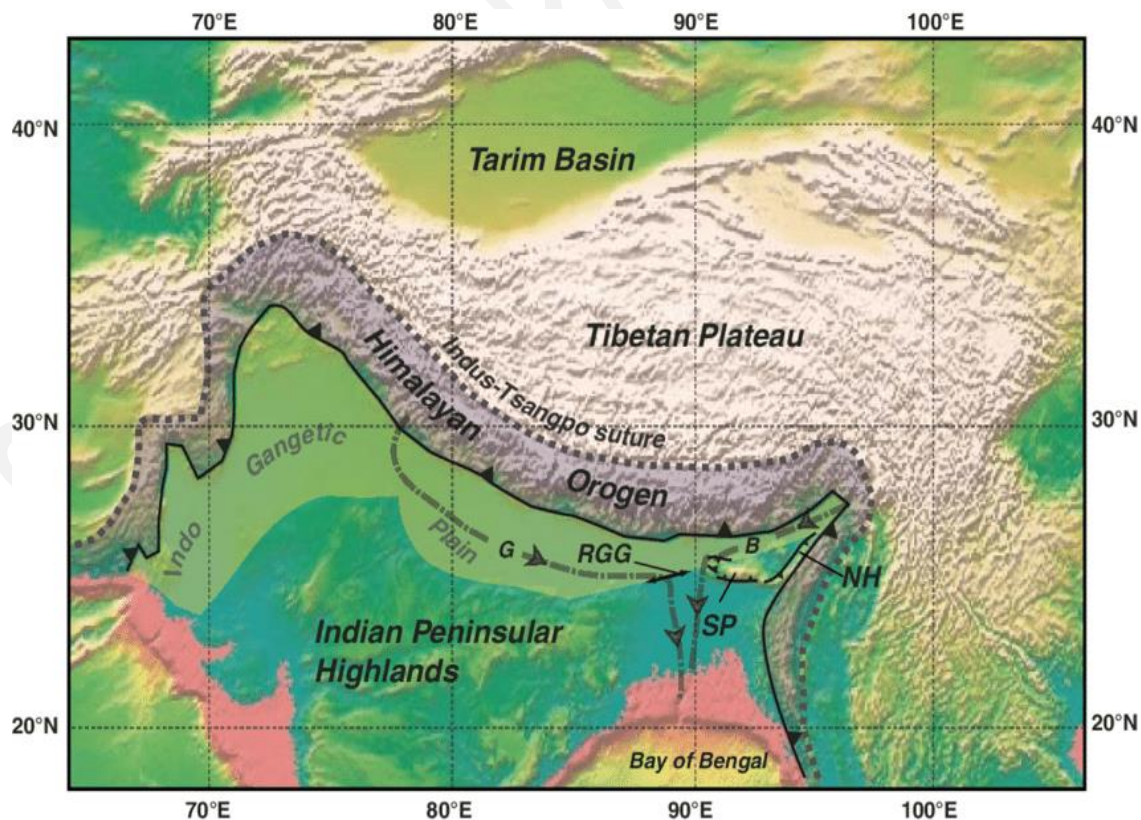 70°E 80°E 90°E 100°E
40°N 40°N
Tarim Basin
Tibetan Plateau
Himalayan
Indus-Tsangpo suture
30°N 30°N
Gangetic
Orogen
Indo
Plain
G
RGG
B
NH
SP
Indian Peninsular
Highlands
20°N 20°N
Bay of Bengal
70°E 80°E 90°E 100°E